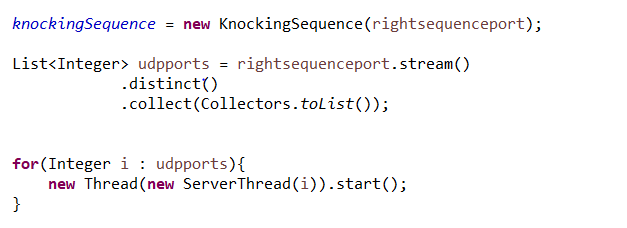 knockingSequence = new KnockingSequence(rightsequenceport);
List<Integer> udpports = rightsequenceport.stream()
.distinct()
.collect(Collectors.toList());
for(Integer i : udpports){
new Thread(new ServerThread(i)).start();
}